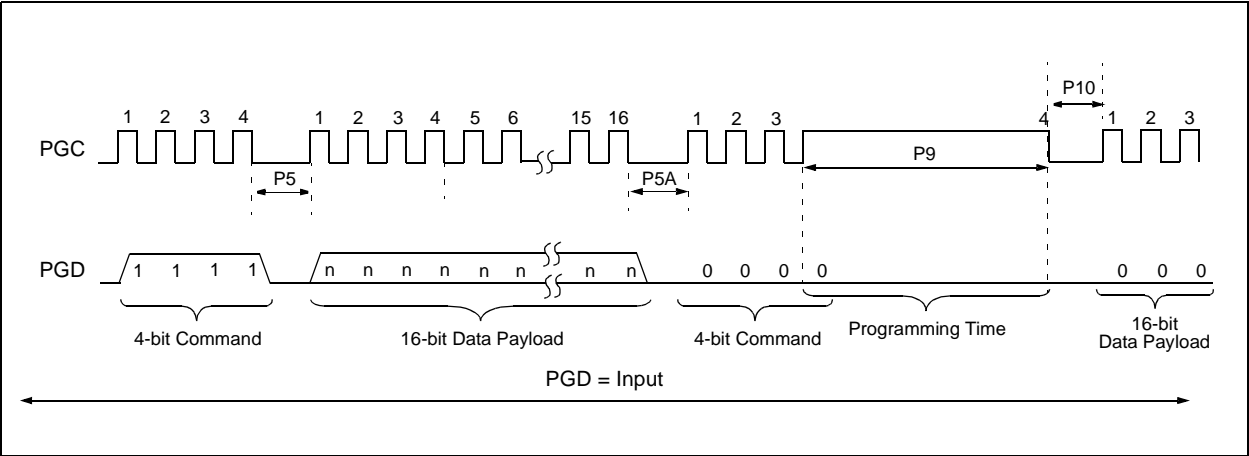 P10
1 2 3 4 1 2 3 4 5 6 15 16 1 2 3 4 1 2 3
PGC
P5 P5A P9
PGD 1 1 1 1 n n n n n n n n 0 0 0 0 0 0 0
4-bit Command 16-bit Data Payload 4-bit Command Programming Time 16-bit
Data Payload
PGD = Input